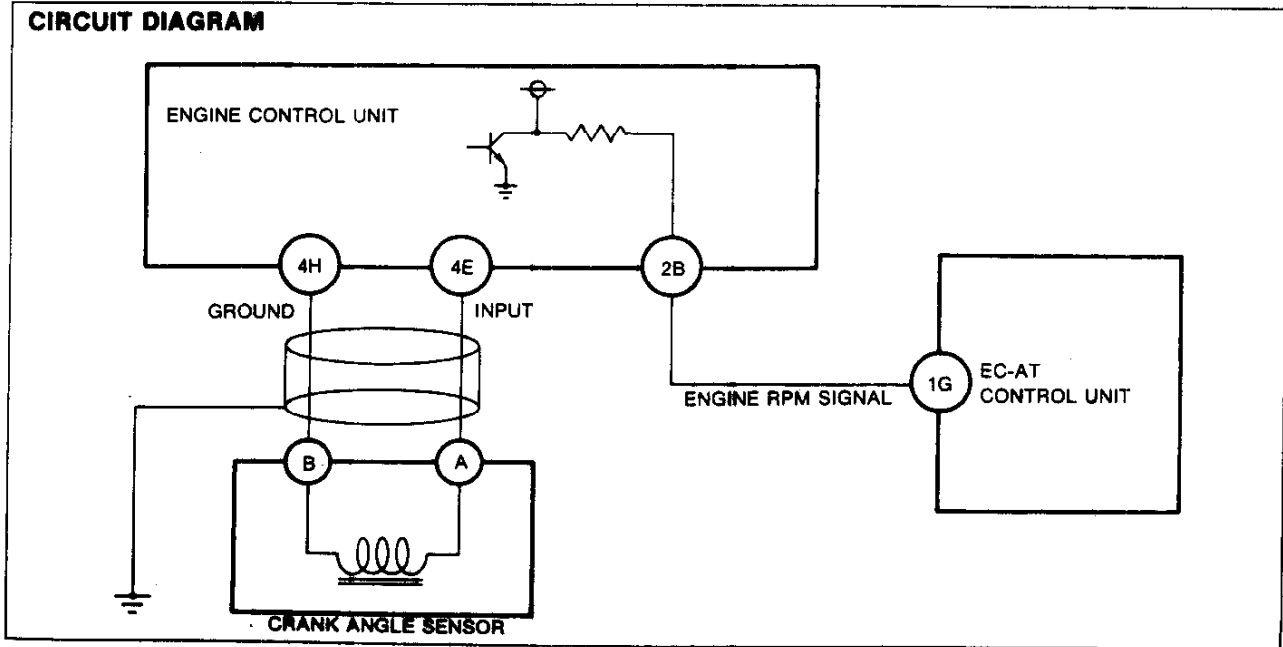 CIRCUIT DIAGRAM
ENGINE CONTROL UNIT
4H
4E
2B
GROUND
INPUT
1G
EC-AT
CONTROL UNIT
ENGINE RPM SIGNAL
B
A
CRANK ANGLE SENSOR